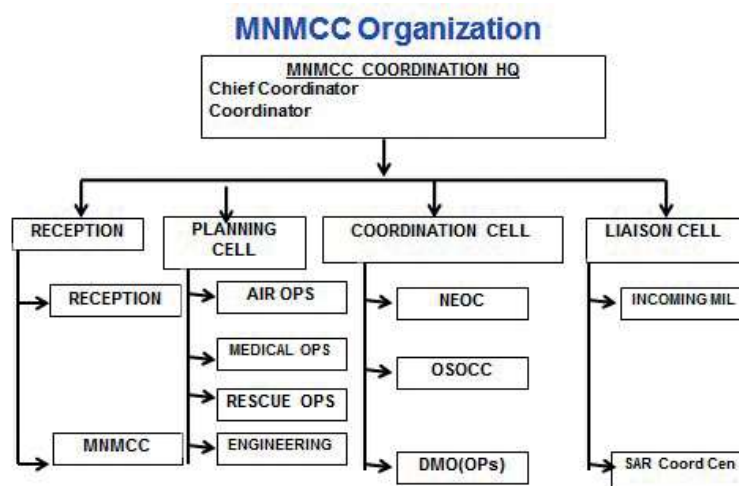 MNMCC Organization
MNMCC COORDINATION HQ
Chief Coordinator
Coordinator
RECEPTION
PLANNING
CELL
COORDINATION CELL
LIAISON CELL
RECEPTION
MNMCC
AIR OPS
MEDICAL OPS
RESCUE OPS
ENGINEERING
NEOC
OSOCC
DMO(OPs)
INCOMING MIL
SAR Coord Cen